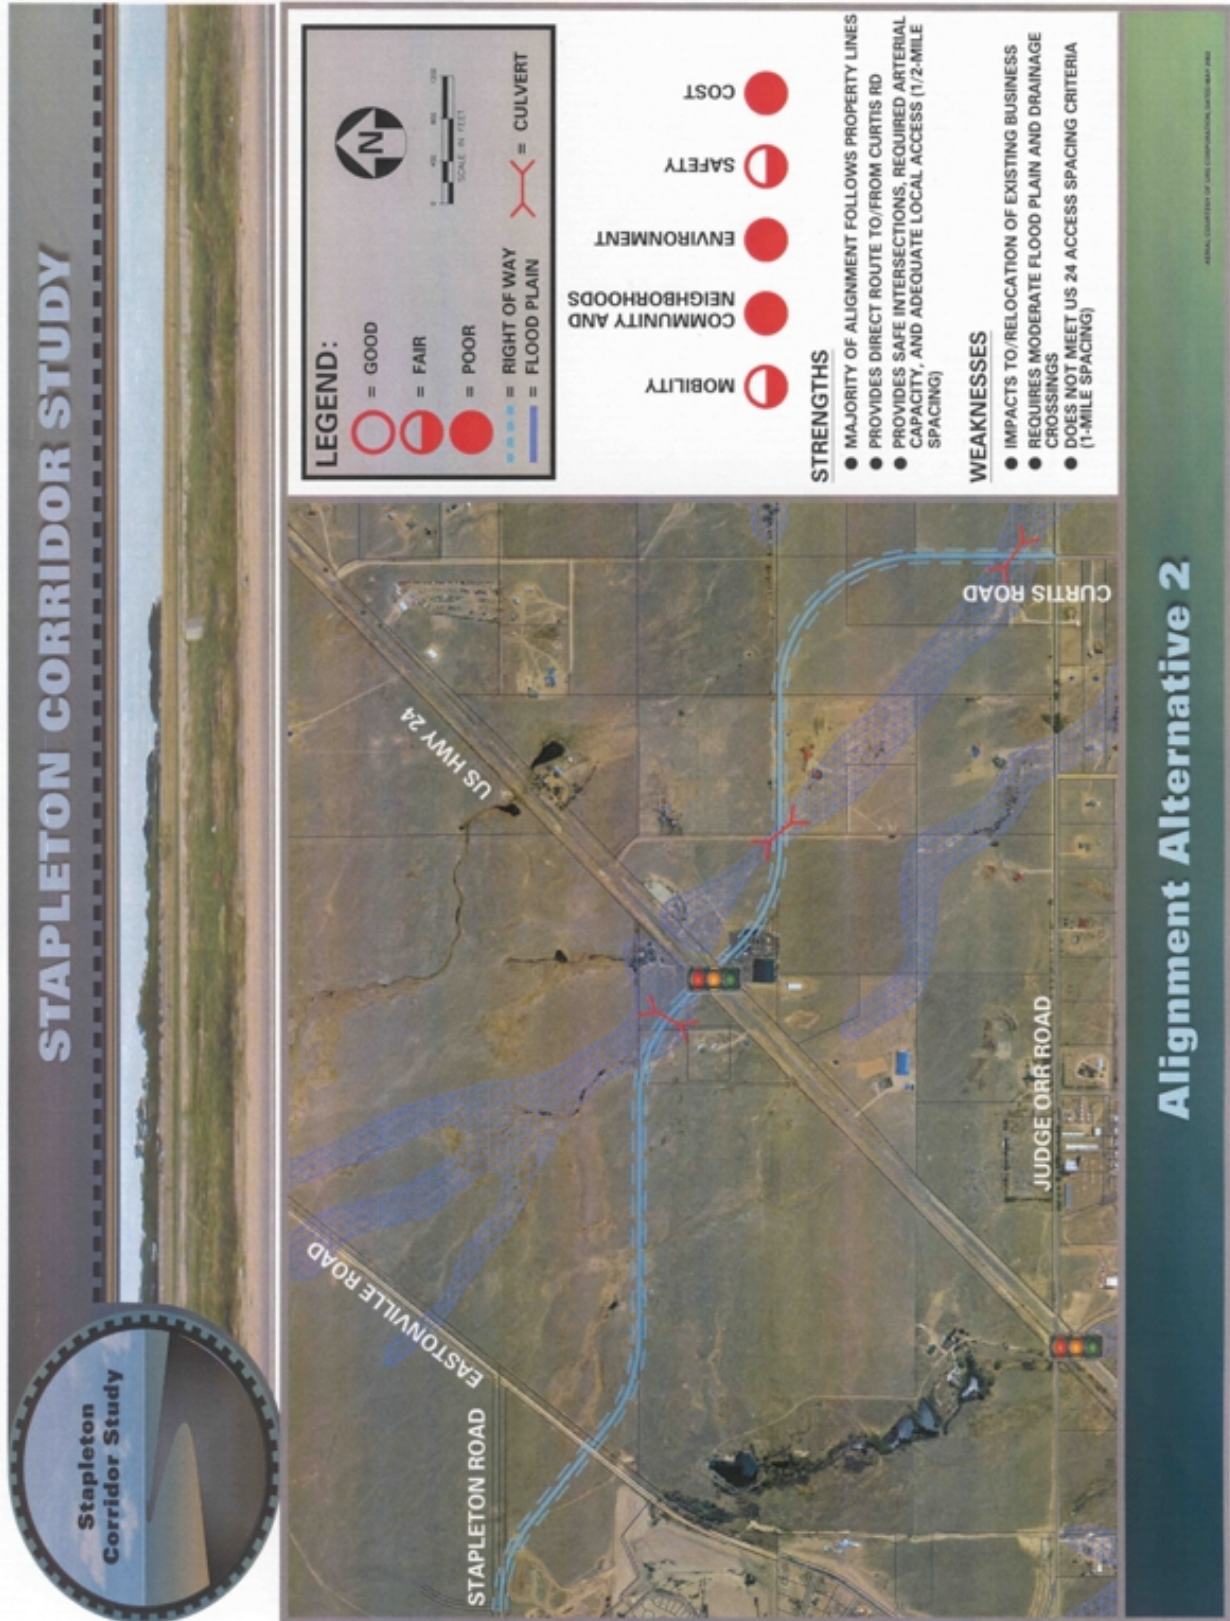 STAPLETON CORRIDOR STUDY
Stapleton
Corridor Study
STAPLETON ROAD
EASTONVILLE ROAD
US HWY 24
JUDGE ORR ROAD
CURTIS ROAD
LEGEND:
= GOOD
= FAIR
= POOR
= RIGHT OF WAY
= FLOOD PLAIN
N
SCALE IN FEET
= CULVERT
MOBILITY
COMMUNITY AND
NEIGHBORHOODS
ENVIRONMENT
SAFETY
COST
STRENGTHS
● MAJORITY OF ALIGNMENT FOLLOWS PROPERTY LINES
● PROVIDES DIRECT ROUTE TO/FROM CURTIS RD
● PROVIDES SAFE INTERSECTIONS, REQUIRED ARTERIAL
CAPACITY, AND ADEQUATE LOCAL ACCESS (1/2-MILE
SPACING)
WEAKNESSES
● IMPACTS TO/RELOCATION OF EXISTING BUSINESS
● REQUIRES MODERATE FLOOD PLAIN AND DRAINAGE
CROSSINGS
● DOES NOT MEET US 24 ACCESS SPACING CRITERIA
(1-MILE SPACING)
Alignment Alternative 2